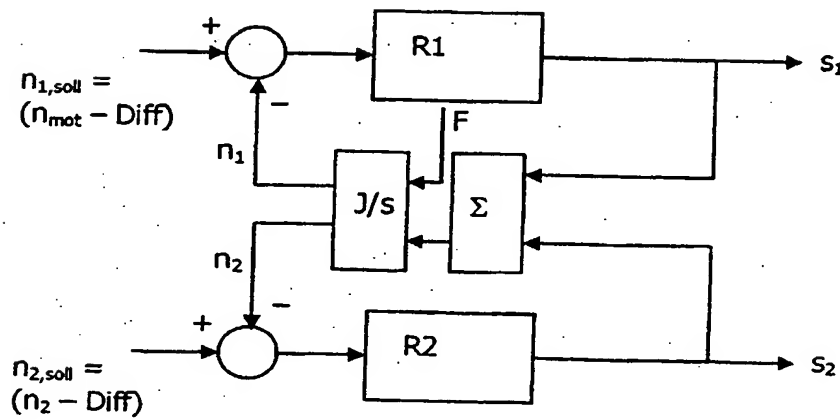 +
R1
s₁
n₁,soll =
(nmot – Diff)
–
F
n₁
J/s
Σ
n₂
–
+
R2
s₂
n₂,soll =
(n₂ – Diff)